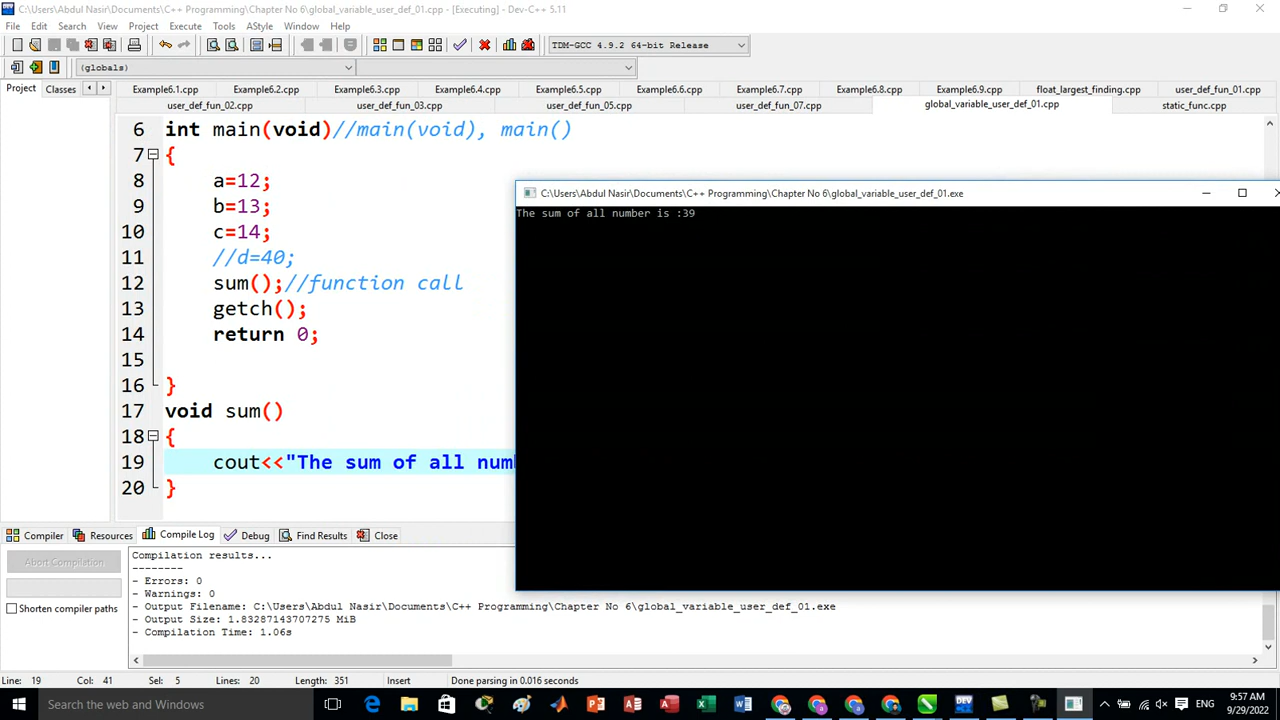 C:\Users\Abdul Nasir\Documents\C++ Programming\Chapter No 6\global_variable_user_def_01.cpp - [Executing] - Dev-C++ 5.11
File Edit Search View Project Execute Tools AStyle Window Help
TDM-GCC 4.9.2 64-bit Release
(globals)
Project Classes
Example6.1.cpp Example6.2.cpp Example6.3.cpp Example6.4.cpp Example6.5.cpp Example6.6.cpp Example6.7.cpp Example6.8.cpp Example6.9.cpp float_largest_finding.cpp user_def_fun_01.cpp
user_def_fun_02.cpp user_def_fun_03.cpp user_def_fun_05.cpp user_def_fun_07.cpp global_variable_user_def_01.cpp static_func.cpp
6 int main(void)//main(void), main()
7 {
8 a=12;
9 b=13;
10 c=14;
11 //d=40;
12 sum();//function call
13 getch();
14 return 0;
15
16 }
17 void sum()
18 {
19 cout<<"The sum of all num
20 }
C:\Users\Abdul Nasir\Documents\C++ Programming\Chapter No 6\global_variable_user_def_01.exe
The sum of all number is :39
Compiler Resources Compile Log Debug Find Results Close
Abort Compilation
Shorten compiler paths
Compilation results...
--------
- Errors: 0
- Warnings: 0
- Output Filename: C:\Users\Abdul Nasir\Documents\C++ Programming\Chapter No 6\global_variable_user_def_01.exe
- Output Size: 1.83287143707275 MiB
- Compilation Time: 1.06s
Line: 19 Col: 41 Sel: 5 Lines: 20 Length: 351 Insert Done parsing in 0.016 seconds
Search the web and Windows
ENG
9:57 AM
9/29/2022